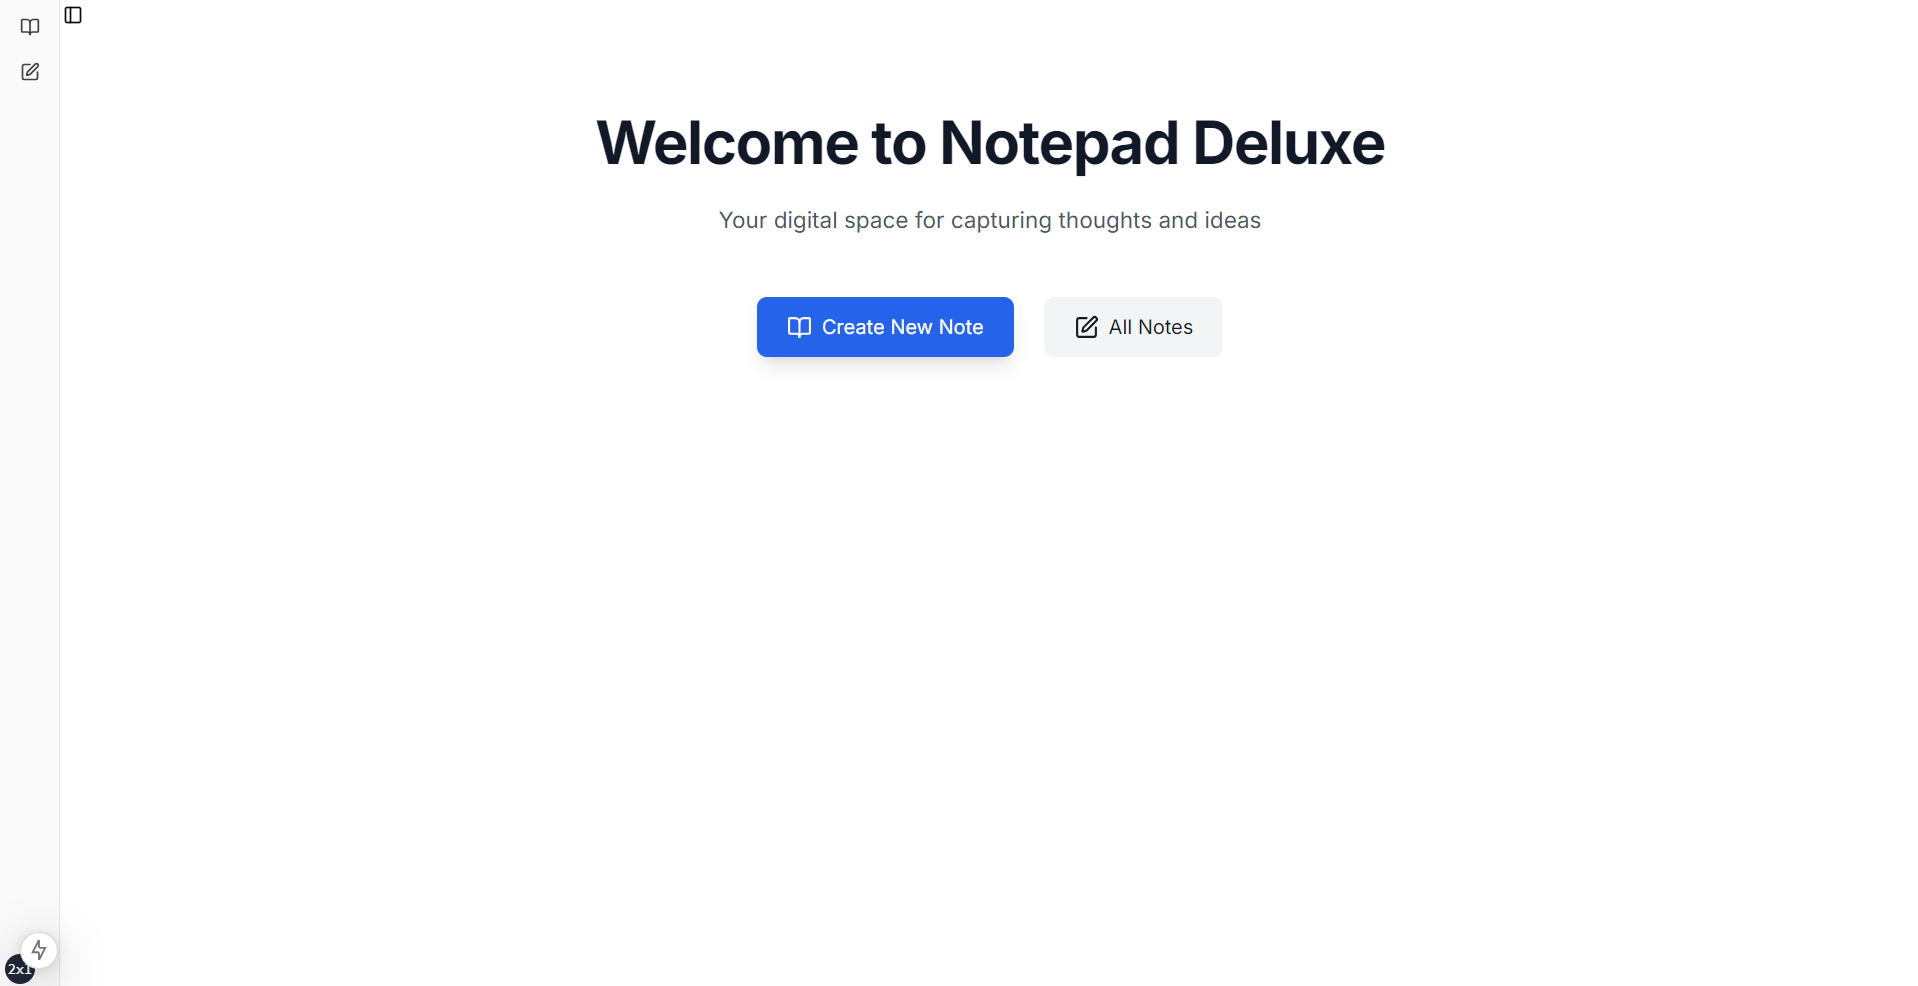 Welcome to Notepad Deluxe
Your digital space for capturing thoughts and ideas
Create New Note
All Notes
2x1